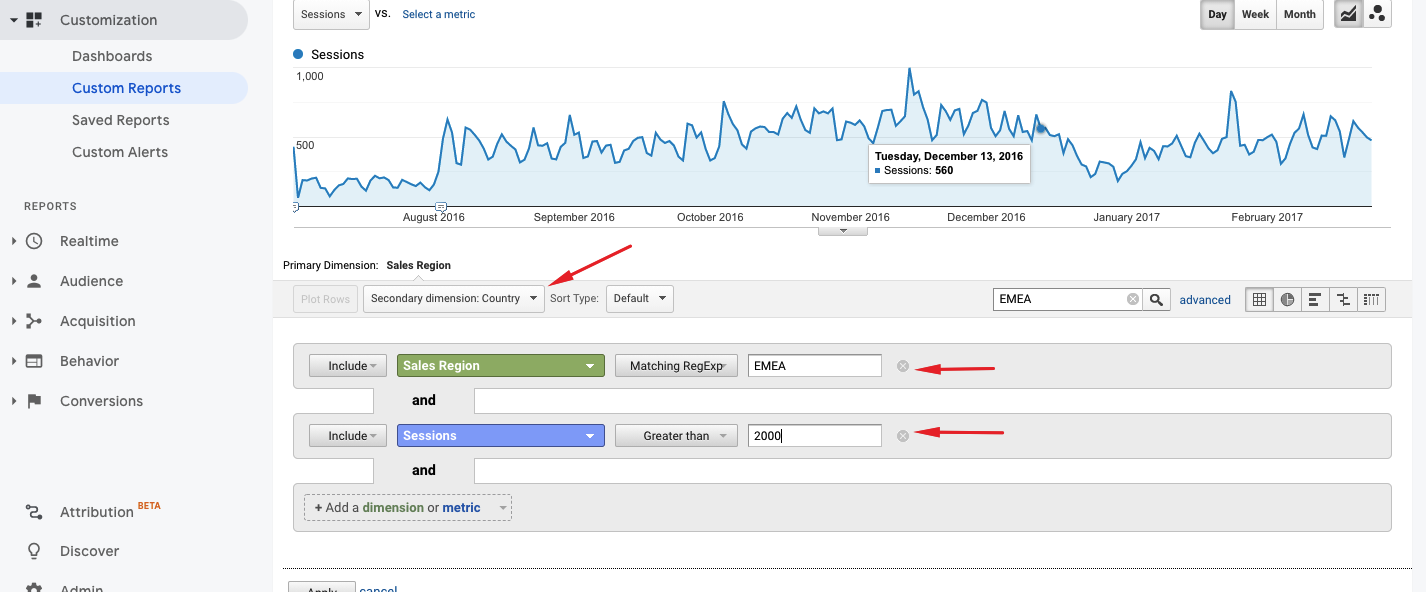 Customization
Dashboards
Custom Reports
Saved Reports
Custom Alerts
REPORTS
Realtime
Audience
Acquisition
Behavior
Conversions
Attribution BETA
Discover
Admin
Sessions VS. Select a metric
Day Week Month
Sessions
1,000
500
Tuesday, December 13, 2016
Sessions: 560
August 2016 September 2016 October 2016 November 2016 December 2016 January 2017 February 2017
Primary Dimension: Sales Region
Plot Rows Secondary dimension: Country Sort Type: Default EMEA advanced
Include Sales Region Matching RegExp EMEA
and
Include Sessions Greater than 2000
and
+ Add a dimension or metric
Apply cancel